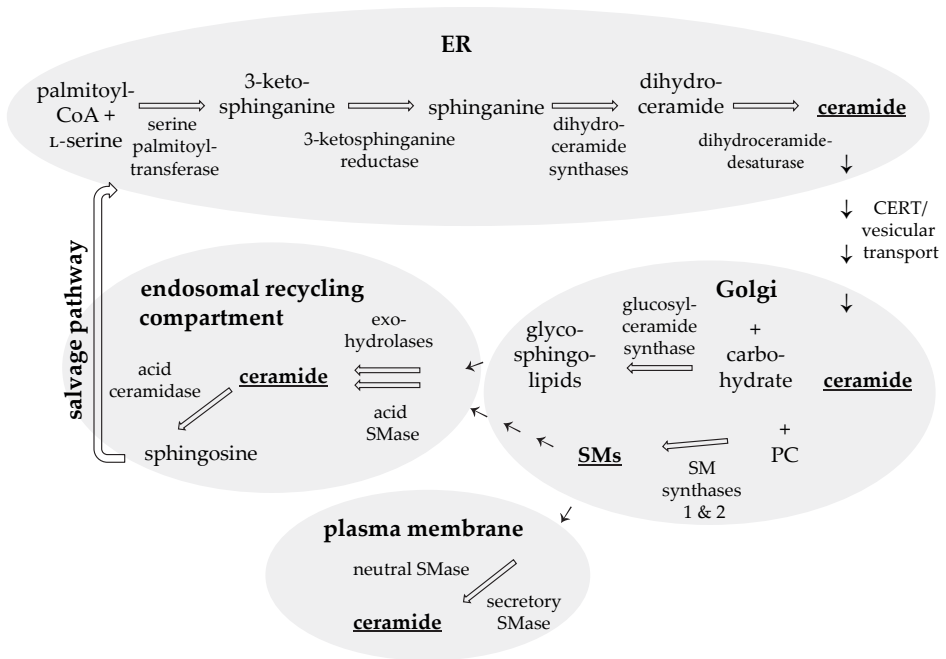 ER
palmitoyl-
CoA +
L-serine
serine
palmitoyl-
transferase
3-keto-
sphinganine
3-ketosphinganine
reductase
sphinganine
dihydro-
ceramide
synthases
dihydro-
ceramide
dihydroceramide-
desaturase
ceramide
CERT/
vesicular
transport
Golgi
ceramide
+
carbo-
hydrate
glucosyl-
ceramide
synthase
glyco-
sphingo-
lipids
+
PC
SM
synthases
1 & 2
SMs
endosomal recycling
compartment
exo-
hydrolases
acid
SMase
ceramide
acid
ceramidase
sphingosine
salvage pathway
plasma membrane
neutral SMase
secretory
SMase
ceramide